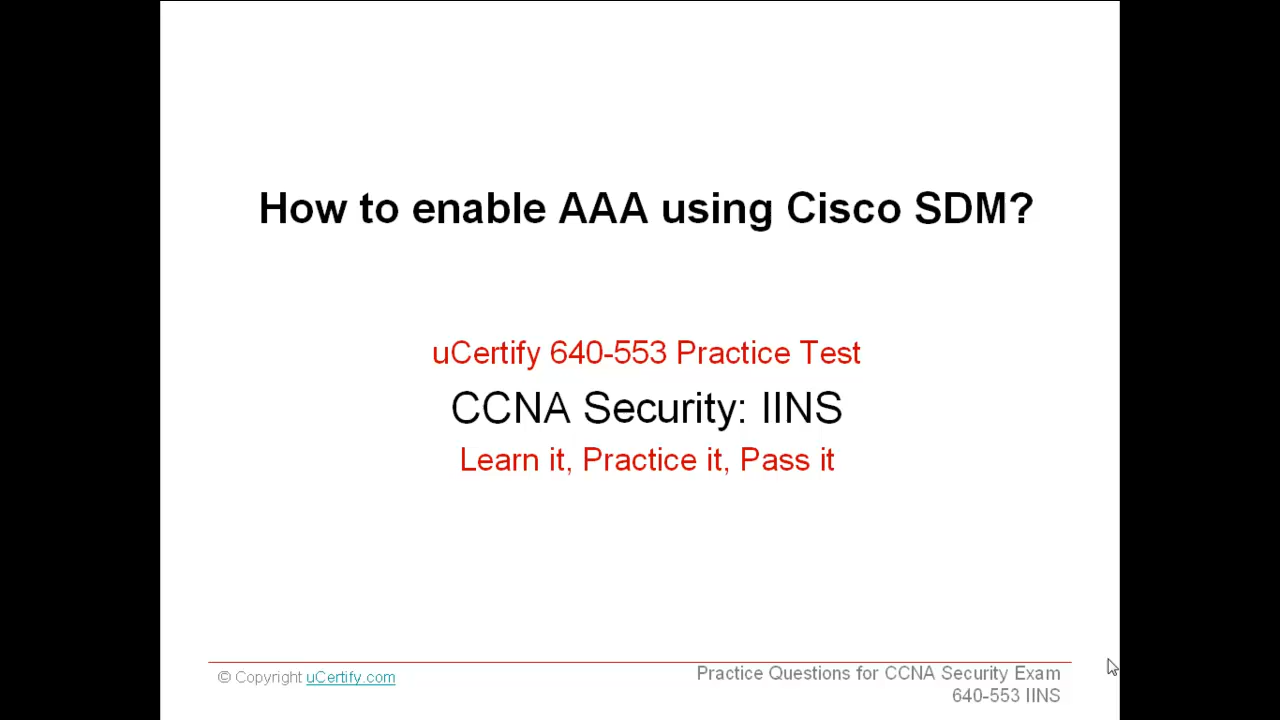 How to enable AAA using Cisco SDM?
uCertify 640-553 Practice Test
CCNA Security: IINS
Learn it, Practice it, Pass it
© Copyright uCertify.com
Practice Questions for CCNA Security Exam
640-553 IINS